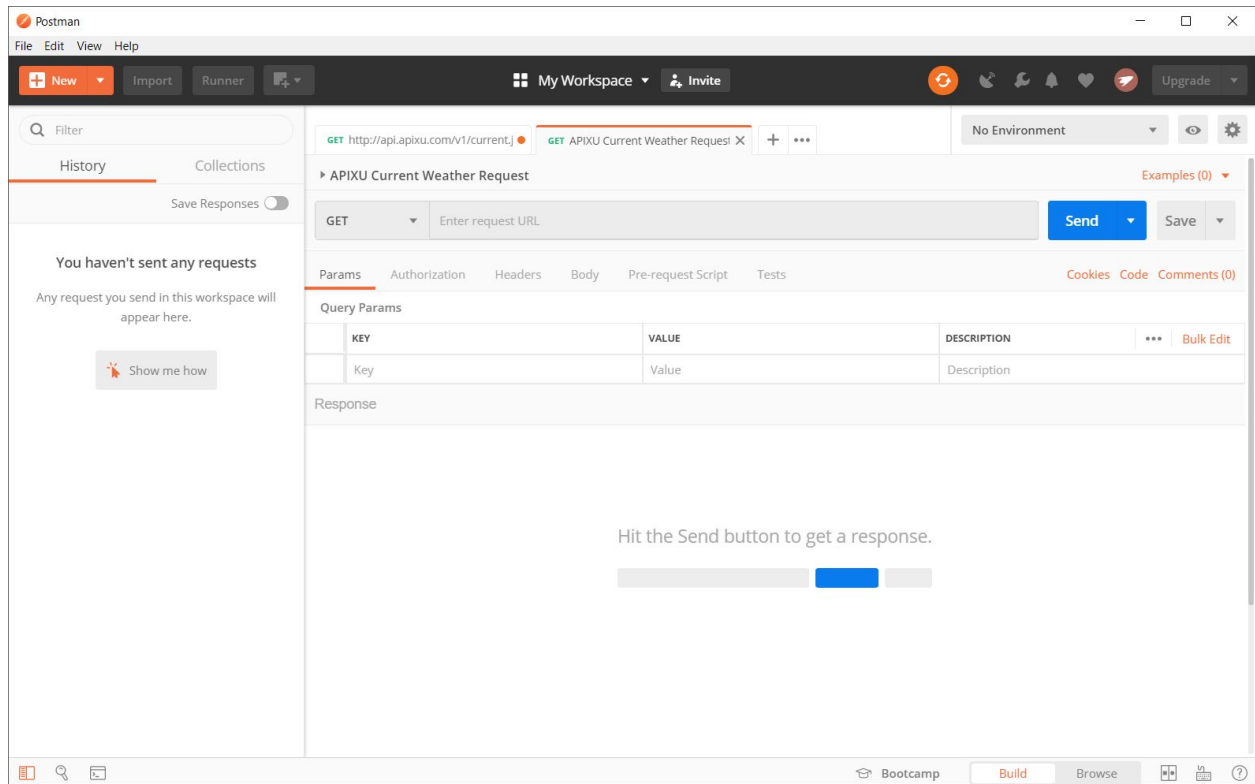 Postman
File Edit View Help
New Import Runner My Workspace Invite Upgrade
Filter
History Collections
Save Responses
You haven't sent any requests
Any request you send in this workspace will
appear here.
Show me how
GET http://api.apixu.com/v1/current.j GET APIXU Current Weather Request
No Environment
APIXU Current Weather Request Examples (0)
GET Enter request URL Send Save
Params Authorization Headers Body Pre-request Script Tests Cookies Code Comments (0)
Query Params
KEY VALUE DESCRIPTION Bulk Edit
Key Value Description
Response
Hit the Send button to get a response.
Bootcamp Build Browse